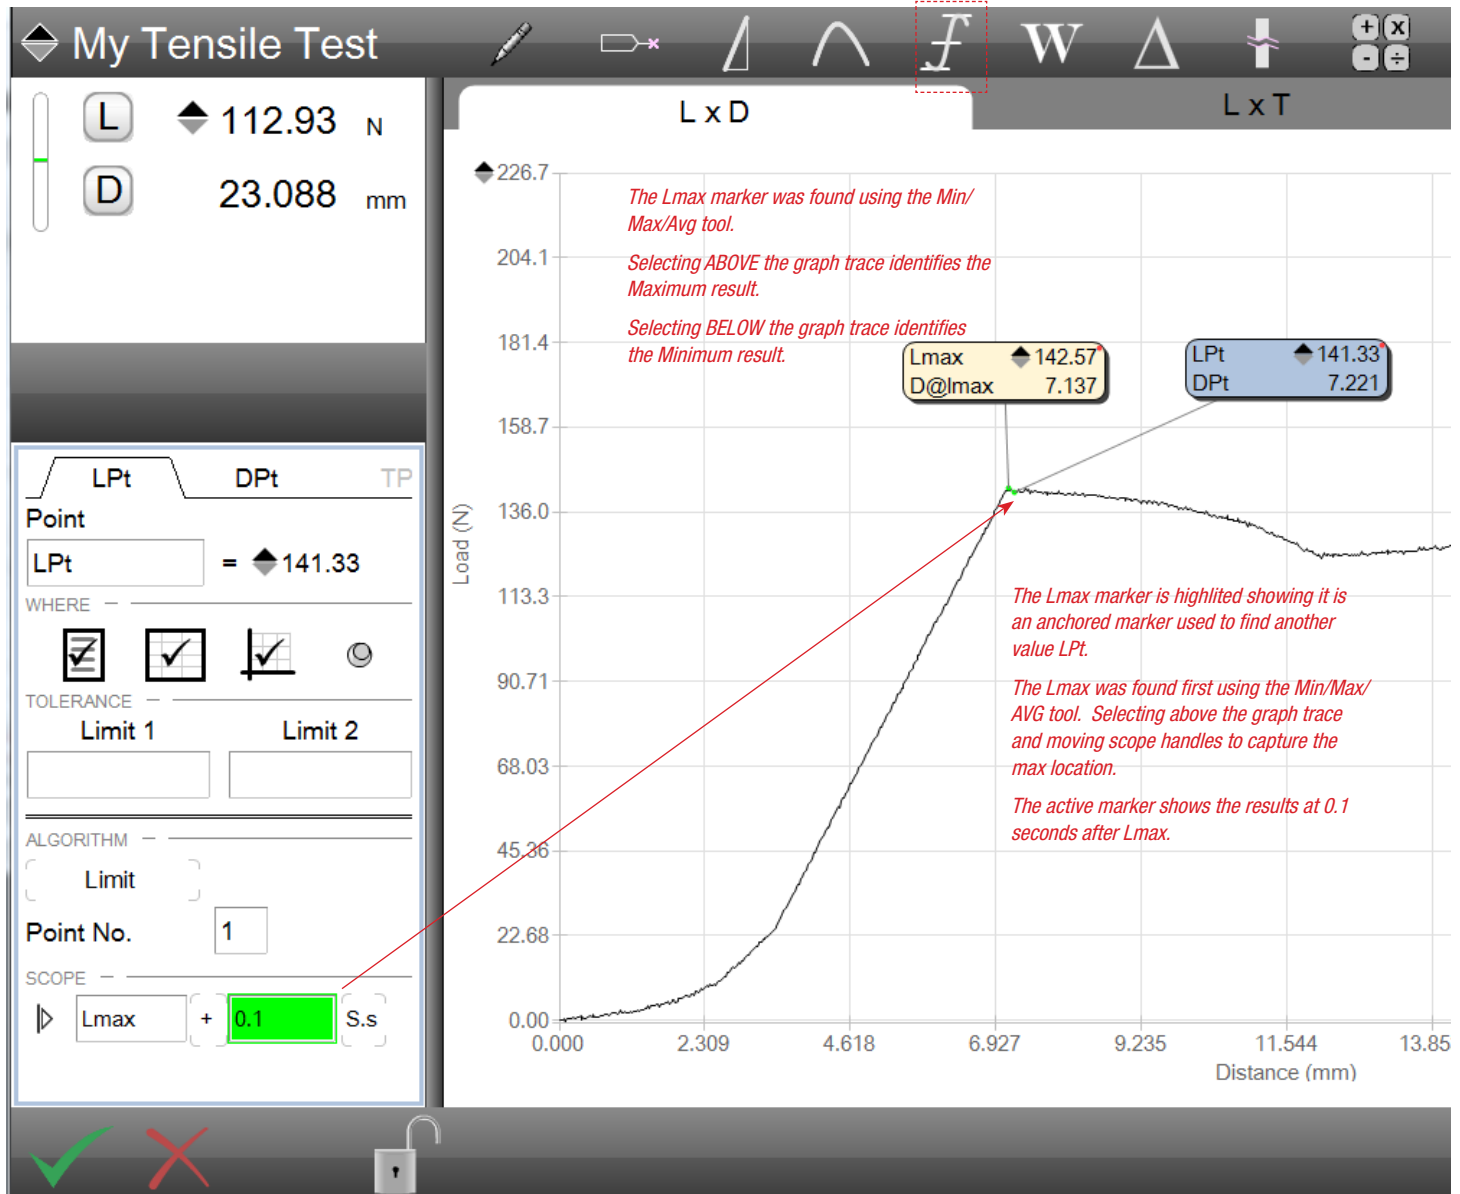 My Tensile Test
W
+ x
- ÷
L 112.93 N
D 23.088 mm
L x D
L x T
LPt DPt TP
Point
LPt = 141.33
WHERE
TOLERANCE
Limit 1 Limit 2
ALGORITHM
Limit
Point No. 1
SCOPE
Lmax + 0.1 S.s
226.7
204.1
181.4
158.7
136.0
113.3
90.71
68.03
45.36
22.68
0.00
Load (N)
0.000 2.309 4.618 6.927 9.235 11.544 13.85
Distance (mm)
The Lmax marker was found using the Min/
Max/Avg tool.
Selecting ABOVE the graph trace identifies the
Maximum result.
Selecting BELOW the graph trace identifies
the Minimum result.
Lmax 142.57
D@lmax 7.137
LPt 141.33
DPt 7.221
The Lmax marker is highlited showing it is
an anchored marker used to find another
value LPt.
The Lmax was found first using the Min/Max/
AVG tool. Selecting above the graph trace
and moving scope handles to capture the
max location.
The active marker shows the results at 0.1
seconds after Lmax.